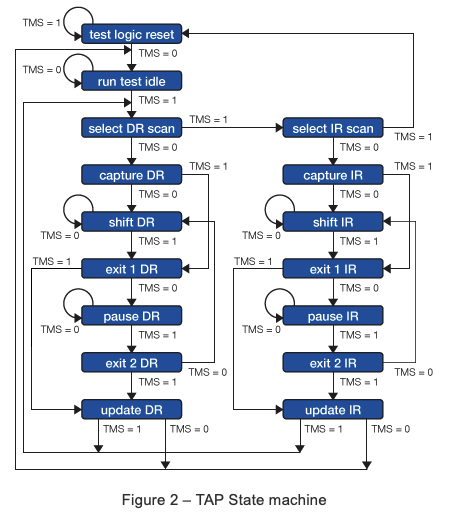 TMS = 1
test logic reset
TMS = 0
TMS = 0
run test idle
TMS = 1
select DR scan
TMS = 1
select IR scan
TMS = 1
TMS = 0
TMS = 0
capture DR
TMS = 1
capture IR
TMS = 1
TMS = 0
TMS = 0
shift DR
shift IR
TMS = 0
TMS = 1
TMS = 0
TMS = 1
TMS = 1
exit 1 DR
TMS = 1
exit 1 IR
TMS = 0
TMS = 0
pause DR
pause IR
TMS = 0
TMS = 1
TMS = 0
TMS = 1
exit 2 DR
TMS = 0
exit 2 IR
TMS = 0
TMS = 1
TMS = 1
update DR
update IR
TMS = 1
TMS = 0
TMS = 1
TMS = 0
Figure 2 – TAP State machine